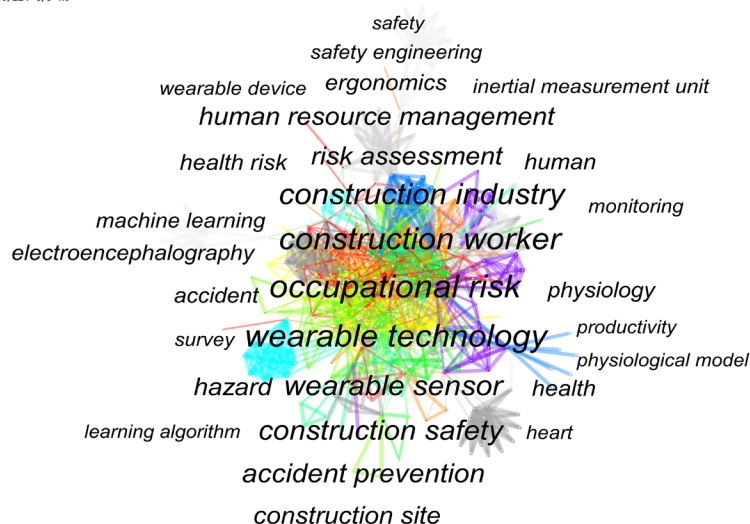 safety
safety engineering
wearable device ergonomics inertial measurement unit
human resource management
health risk risk assessment human
construction industry
monitoring
machine learning
construction worker
electroencephalography
occupational risk
accident physiology
productivity
survey wearable technology
physiological model
hazard wearable sensor health
learning algorithm construction safety heart
accident prevention
construction site